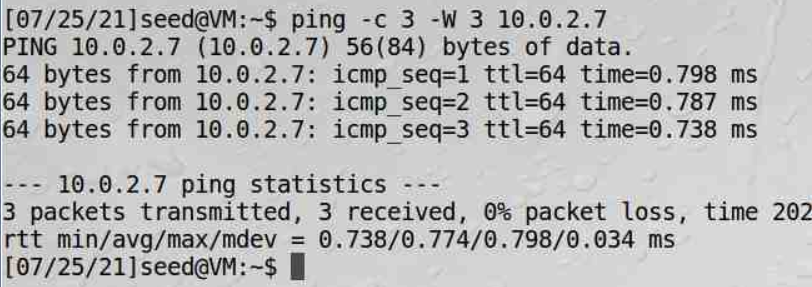 [07/25/21]seed@VM:~$ ping -c 3 -W 3 10.0.2.7
PING 10.0.2.7 (10.0.2.7) 56(84) bytes of data.
64 bytes from 10.0.2.7: icmp_seq=1 ttl=64 time=0.798 ms
64 bytes from 10.0.2.7: icmp_seq=2 ttl=64 time=0.787 ms
64 bytes from 10.0.2.7: icmp_seq=3 ttl=64 time=0.738 ms
--- 10.0.2.7 ping statistics ---
3 packets transmitted, 3 received, 0% packet loss, time 202
rtt min/avg/max/mdev = 0.738/0.774/0.798/0.034 ms
[07/25/21]seed@VM:~$